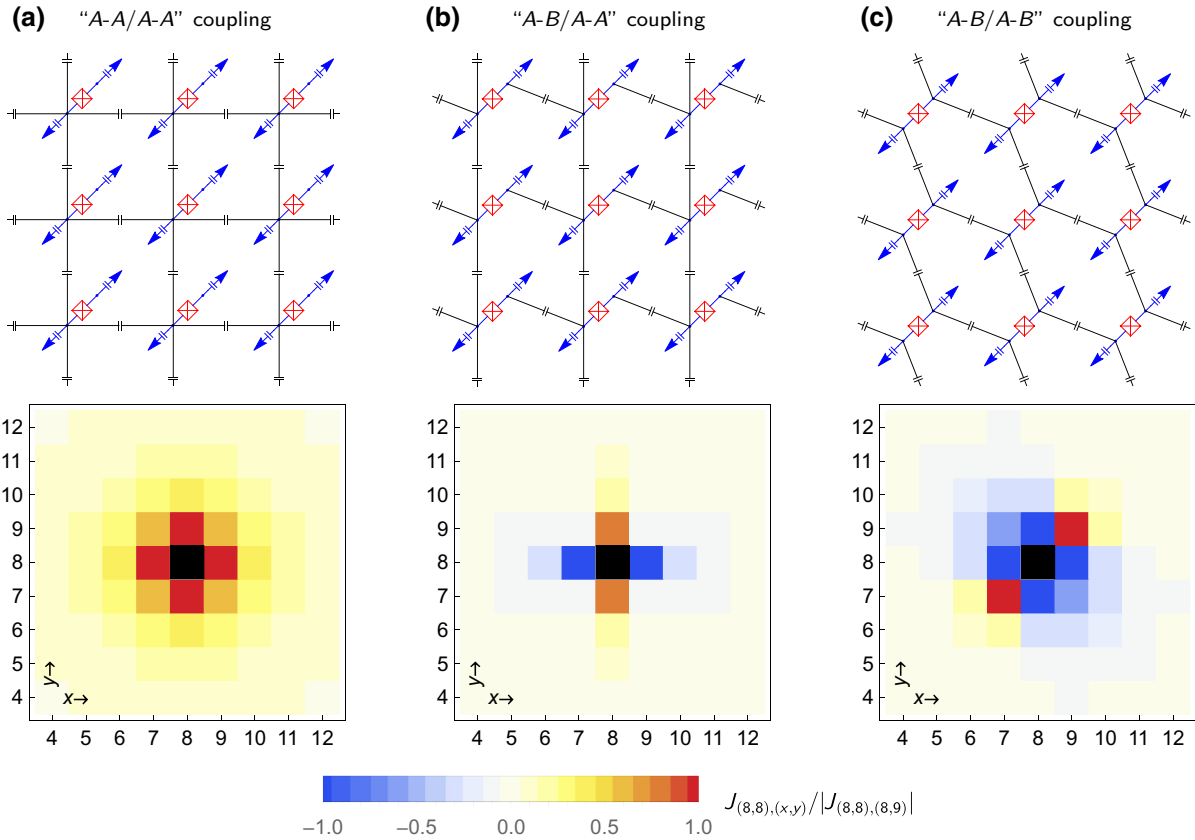 (a) “A-A/A-A” coupling
(b) “A-B/A-A” coupling
(c) “A-B/A-B” coupling
12
11
10
9
8
7
6
5
4
y→
x→
4 5 6 7 8 9 10 11 12
12
11
10
9
8
7
6
5
4
y→
x→
4 5 6 7 8 9 10 11 12
12
11
10
9
8
7
6
5
4
y→
x→
4 5 6 7 8 9 10 11 12
−1.0 −0.5 0.0 0.5 1.0
J(8,8),(x,y)/|J(8,8),(8,9)|